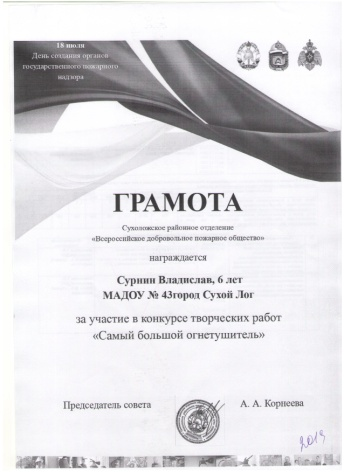 18 июля
День создания органов
государственного пожарного
надзора
ГРАМОТА
Сухоложское районное отделение
«Всероссийское добровольное пожарное общество»
награждается
Сурнин Владислав, 6 лет
МАДОУ № 43город Сухой Лог
за участие в конкурсе творческих работ
«Самый большой огнетушитель»
Председатель совета А. А. Корнеева
2019